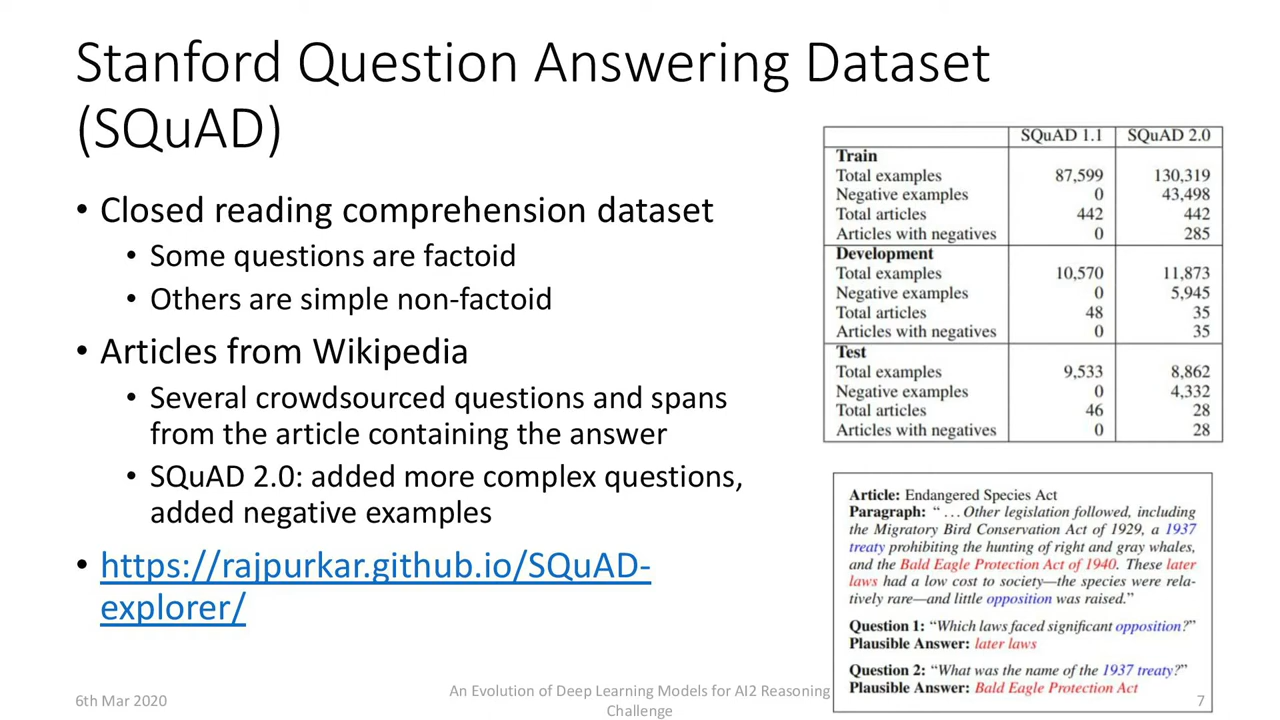 Stanford Question Answering Dataset
(SQuAD)
• Closed reading comprehension dataset
• Some questions are factoid
• Others are simple non-factoid
• Articles from Wikipedia
• Several crowdsourced questions and spans
from the article containing the answer
• SQuAD 2.0: added more complex questions,
added negative examples
• https://rajpurkar.github.io/SQuAD-
explorer/
SQuAD 1.1 SQuAD 2.0
Train
Total examples 87,599 130,319
Negative examples 0 43,498
Total articles 442 442
Articles with negatives 0 285
Development
Total examples 10,570 11,873
Negative examples 0 5,945
Total articles 48 35
Articles with negatives 0 35
Test
Total examples 9,533 8,862
Negative examples 0 4,332
Total articles 46 28
Articles with negatives 0 28
Article: Endangered Species Act
Paragraph: “ ...Other legislation followed, including
the Migratory Bird Conservation Act of 1929, a 1937
treaty prohibiting the hunting of right and gray whales,
and the Bald Eagle Protection Act of 1940. These later
laws had a low cost to society—the species were rela-
tively rare—and little opposition was raised.”
Question 1: “Which laws faced significant opposition?”
Plausible Answer: later laws
Question 2: “What was the name of the 1937 treaty?”
Plausible Answer: Bald Eagle Protection Act
6th Mar 2020
An Evolution of Deep Learning Models for AI2 Reasoning
Challenge
7